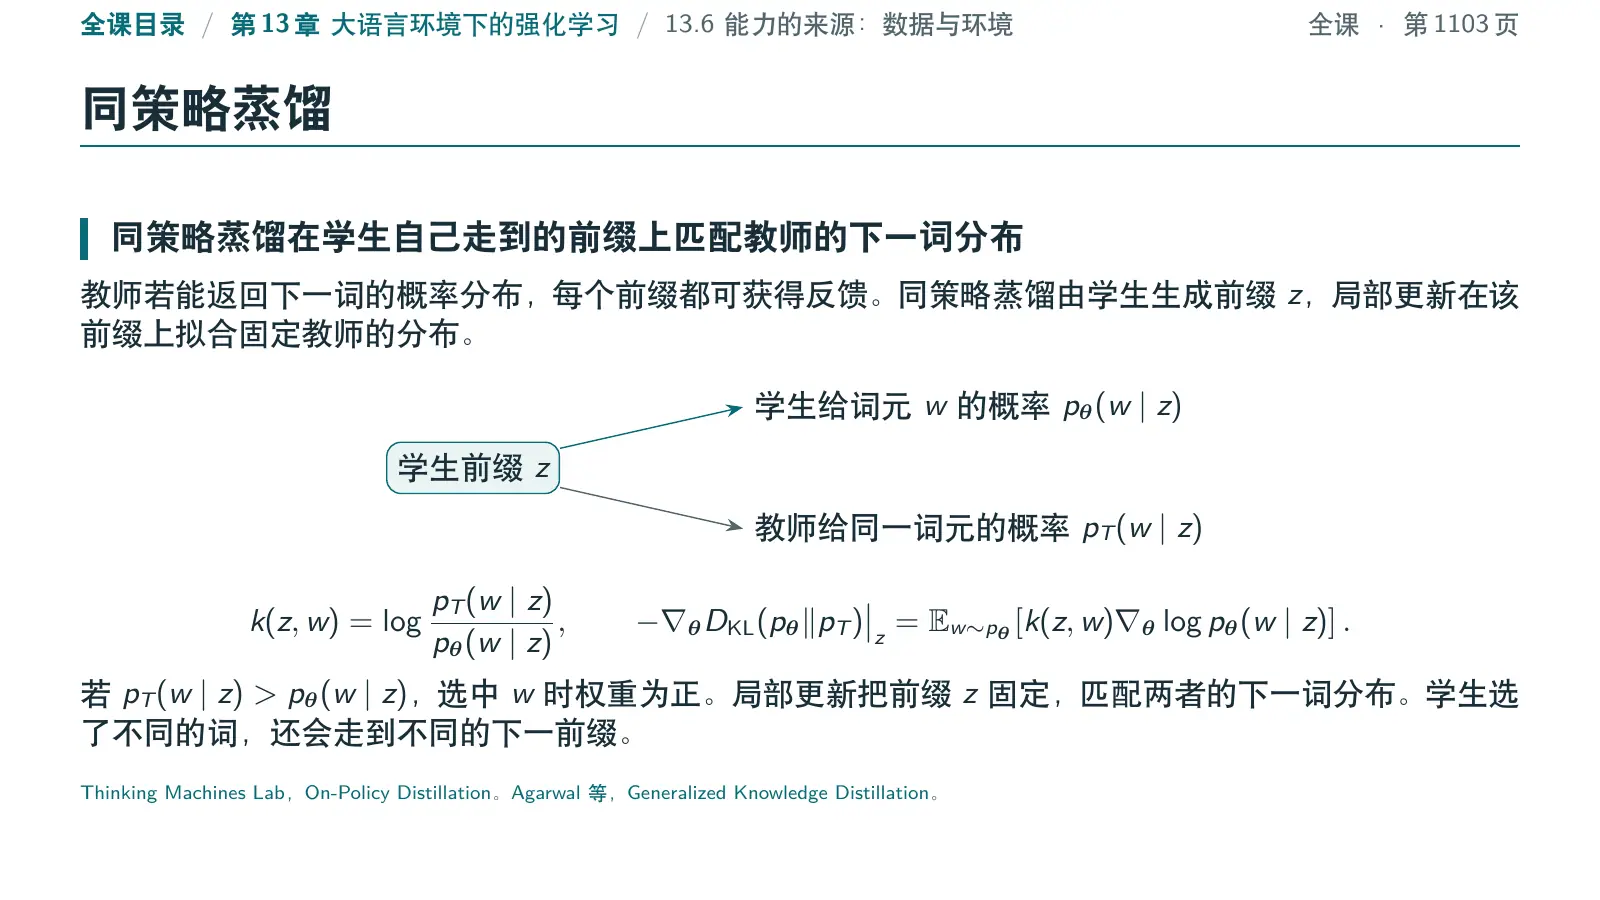 全课目录 / 第13章 大语言环境下的强化学习 / 13.6 能力的来源：数据与环境 全课 · 第1103页
同策略蒸馏
同策略蒸馏在学生自己走到的前缀上匹配教师的下一词分布
教师若能返回下一词的概率分布，每个前缀都可获得反馈。同策略蒸馏由学生生成前缀 z，局部更新在该
前缀上拟合固定教师的分布。
学生给词元 w 的概率 p_θ(w | z)
学生前缀 z
教师给同一词元的概率 p_T(w | z)
k(z, w) = log \frac{p_T(w | z)}{p_θ(w | z)}, −∇_θ D_KL(p_θ‖p_T)|_z = 𝔼_{w∼p_θ} [k(z, w)∇_θ log p_θ(w | z)] .
若 p_T(w | z) > p_θ(w | z)，选中 w 时权重为正。局部更新把前缀 z 固定，匹配两者的下一词分布。学生选
了不同的词，还会走到不同的下一前缀。
Thinking Machines Lab，On-Policy Distillation。Agarwal 等，Generalized Knowledge Distillation。